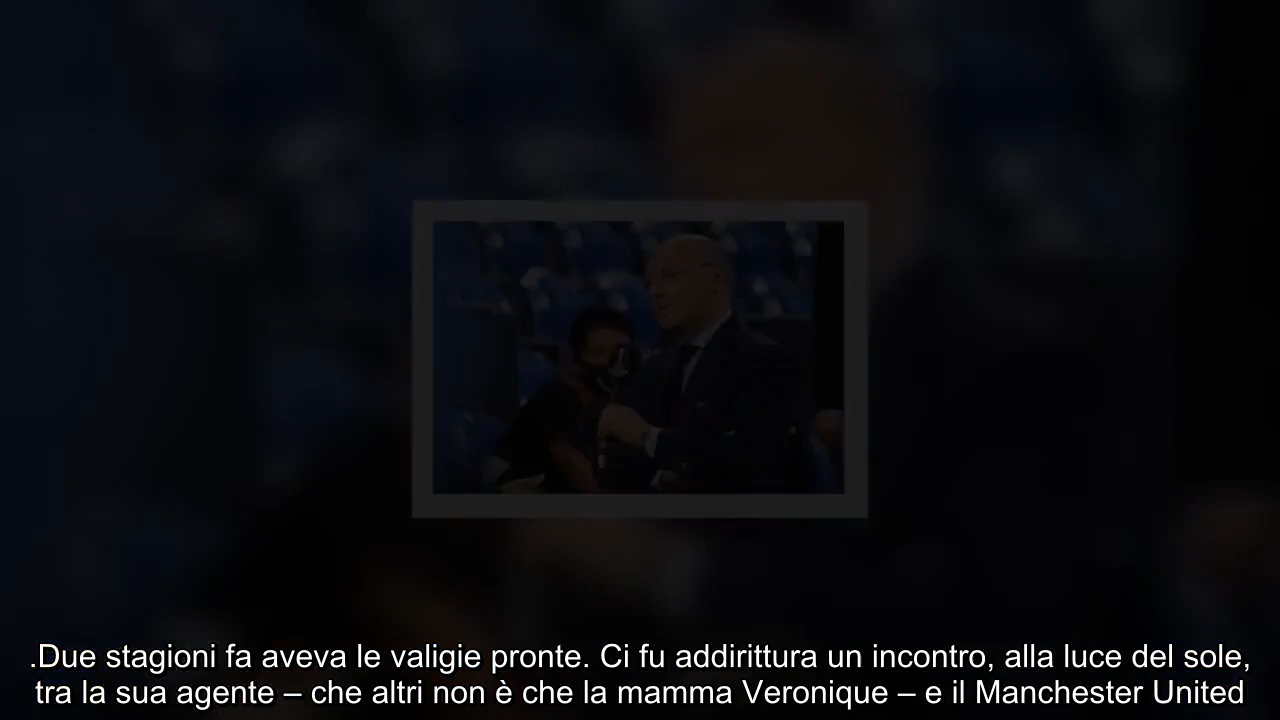 .Due stagioni fa aveva le valigie pronte. Ci fu addirittura un incontro, alla luce del sole,
tra la sua agente – che altri non è che la mamma Veronique – e il Manchester United